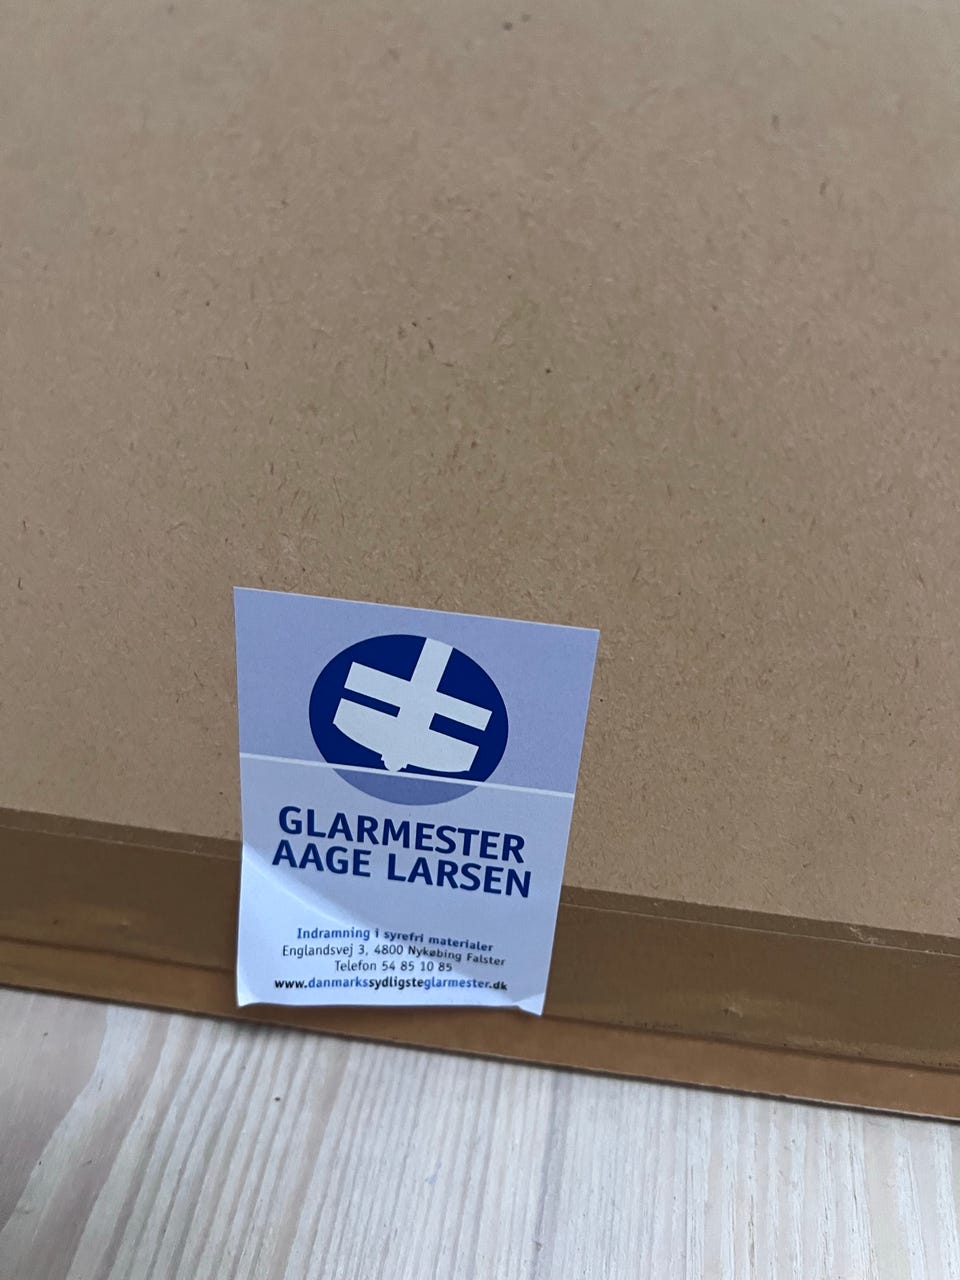 GLARMESTER
AAGE LARSEN
Indramning i syrefri materialer
Englandsvej 3, 4800 Nykøbing Falster
Telefon 54 85 10 85
www.danmarkssydligsteglarmester.dk